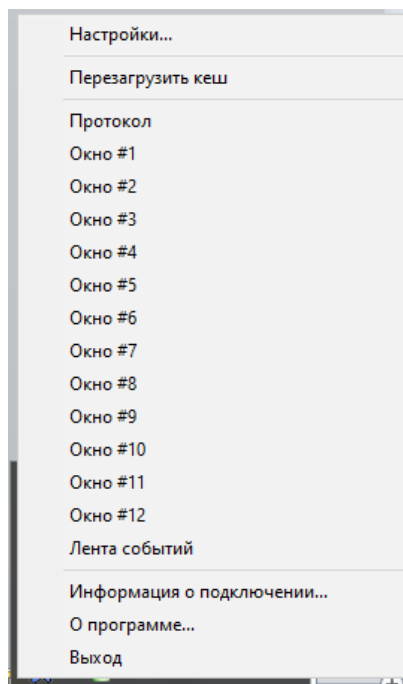 Настройки...
Перезагрузить кеш
Протокол
Окно #1
Окно #2
Окно #3
Окно #4
Окно #5
Окно #6
Окно #7
Окно #8
Окно #9
Окно #10
Окно #11
Окно #12
Лента событий
Информация о подключении...
О программе...
Выход